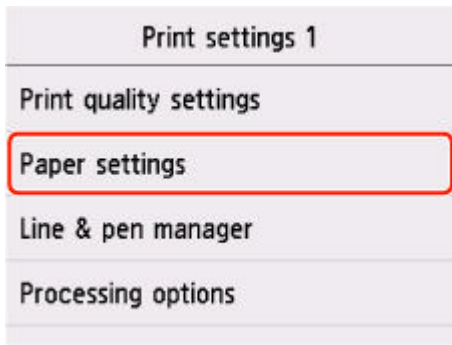 Print settings 1
Print quality settings
Paper settings
Line & pen manager
Processing options